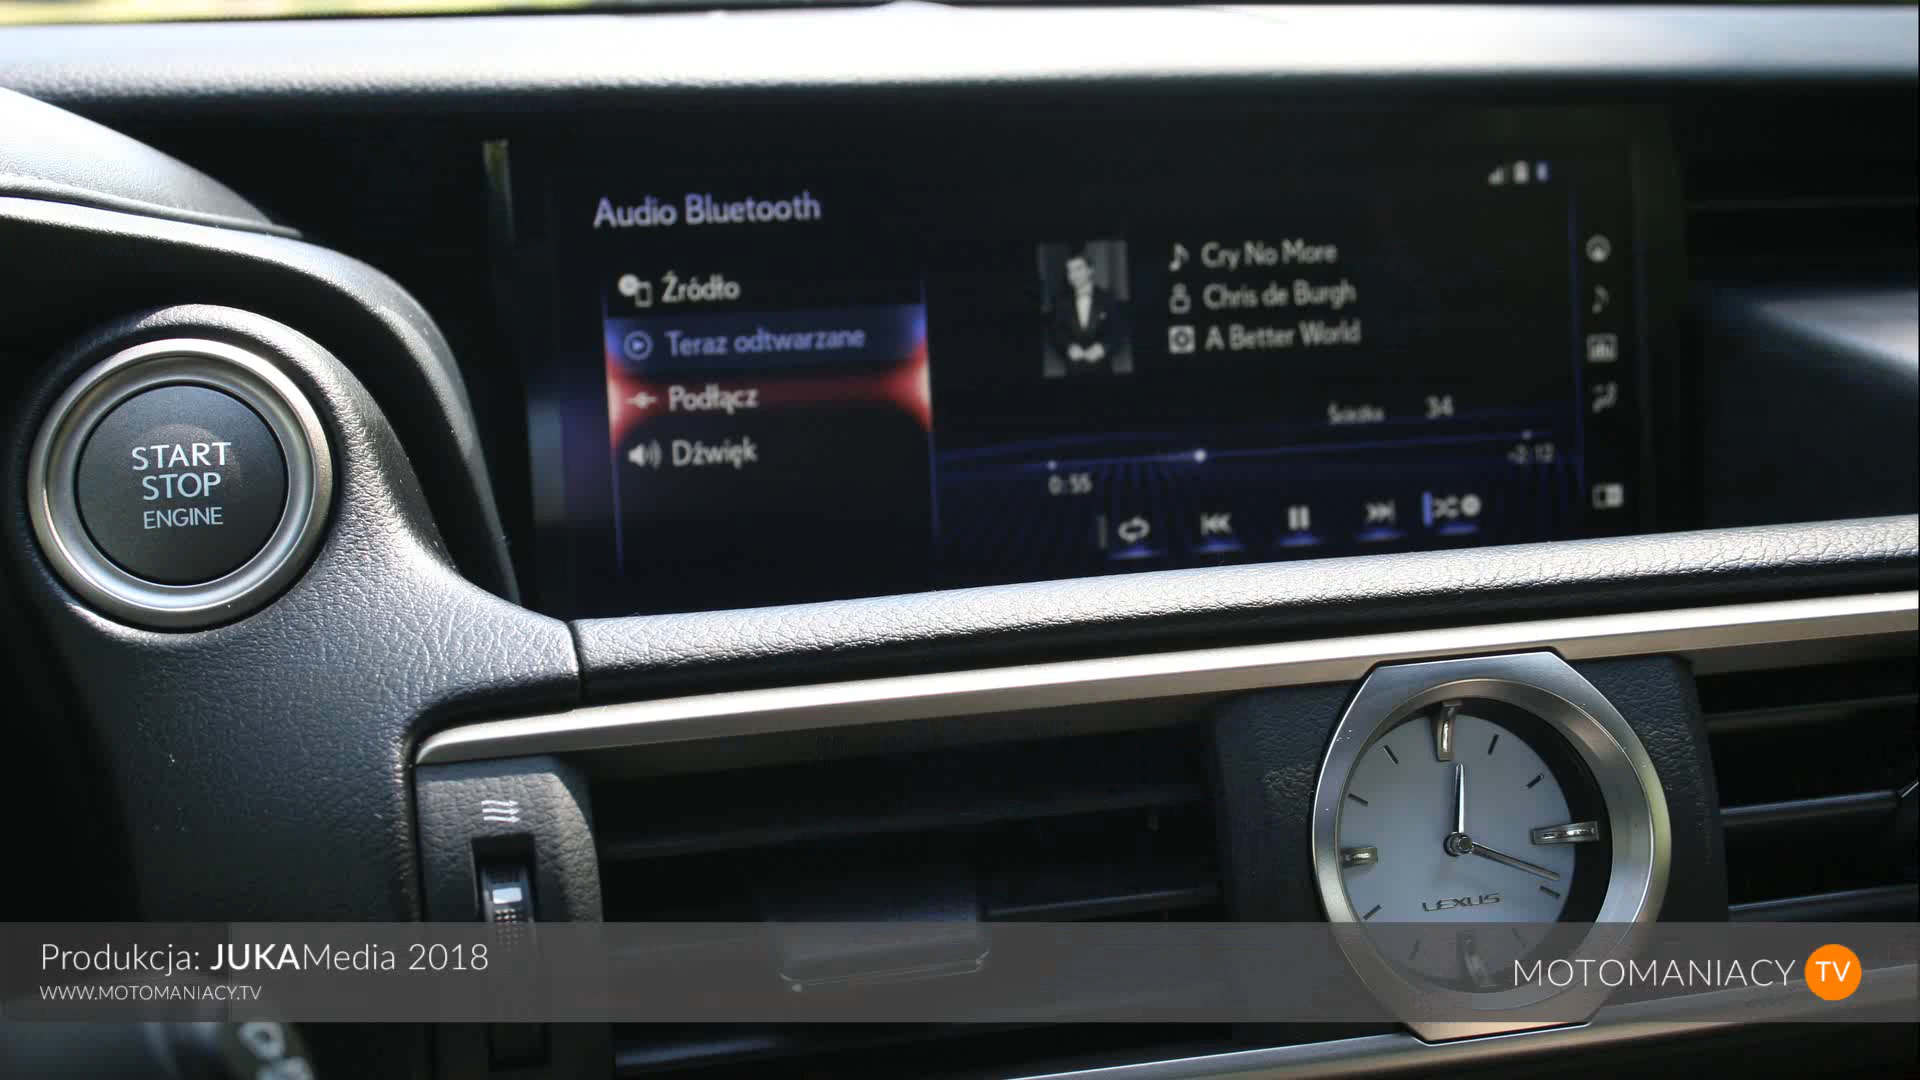 Audio Bluetooth
Źródło
Teraz odtwarzane
Podłącz
Dźwięk
Cry No More
Chris de Burgh
A Better World
Ścieżka 34
0:55
-2:12
START
STOP
ENGINE
LEXUS
Produkcja: JUKAMedia 2018
WWW.MOTOMANIACY.TV
MOTOMANIACY TV